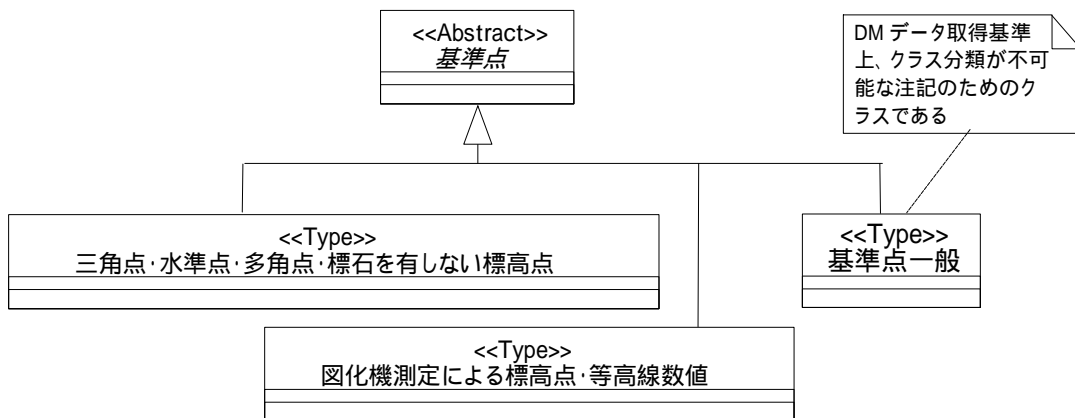 <<Abstract>>
基準点
DM データ取得基準
上、クラス分類が不可
能な注記のためのク
ラスである
<<Type>>
三角点･水準点･多角点･標石を有しない標高点
<<Type>>
基準点一般
<<Type>>
図化機測定による標高点･等高線数値